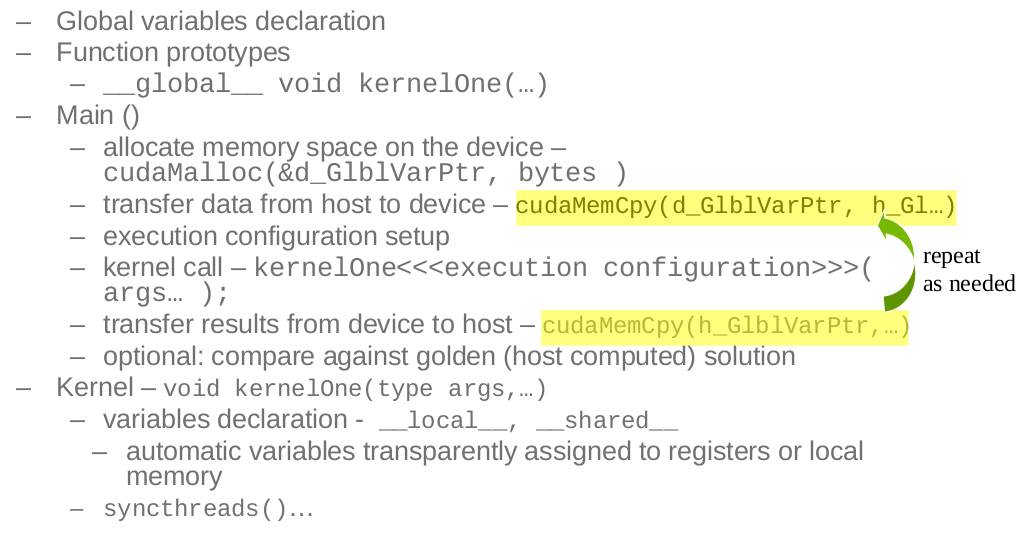 – Global variables declaration
– Function prototypes
– __global__ void kernelOne(…)
– Main ()
– allocate memory space on the device –
cudaMalloc(&d_GlblVarPtr, bytes )
– transfer data from host to device – cudaMemCpy(d_GlblVarPtr, h_Gl…)
– execution configuration setup
– kernel call – kernelOne<<<execution configuration>>>(
args… );
repeat
as needed
– transfer results from device to host – cudaMemCpy(h_GlblVarPtr,…)
– optional: compare against golden (host computed) solution
– Kernel – void kernelOne(type args,…)
– variables declaration - __local__, __shared__
– automatic variables transparently assigned to registers or local
memory
– syncthreads()…